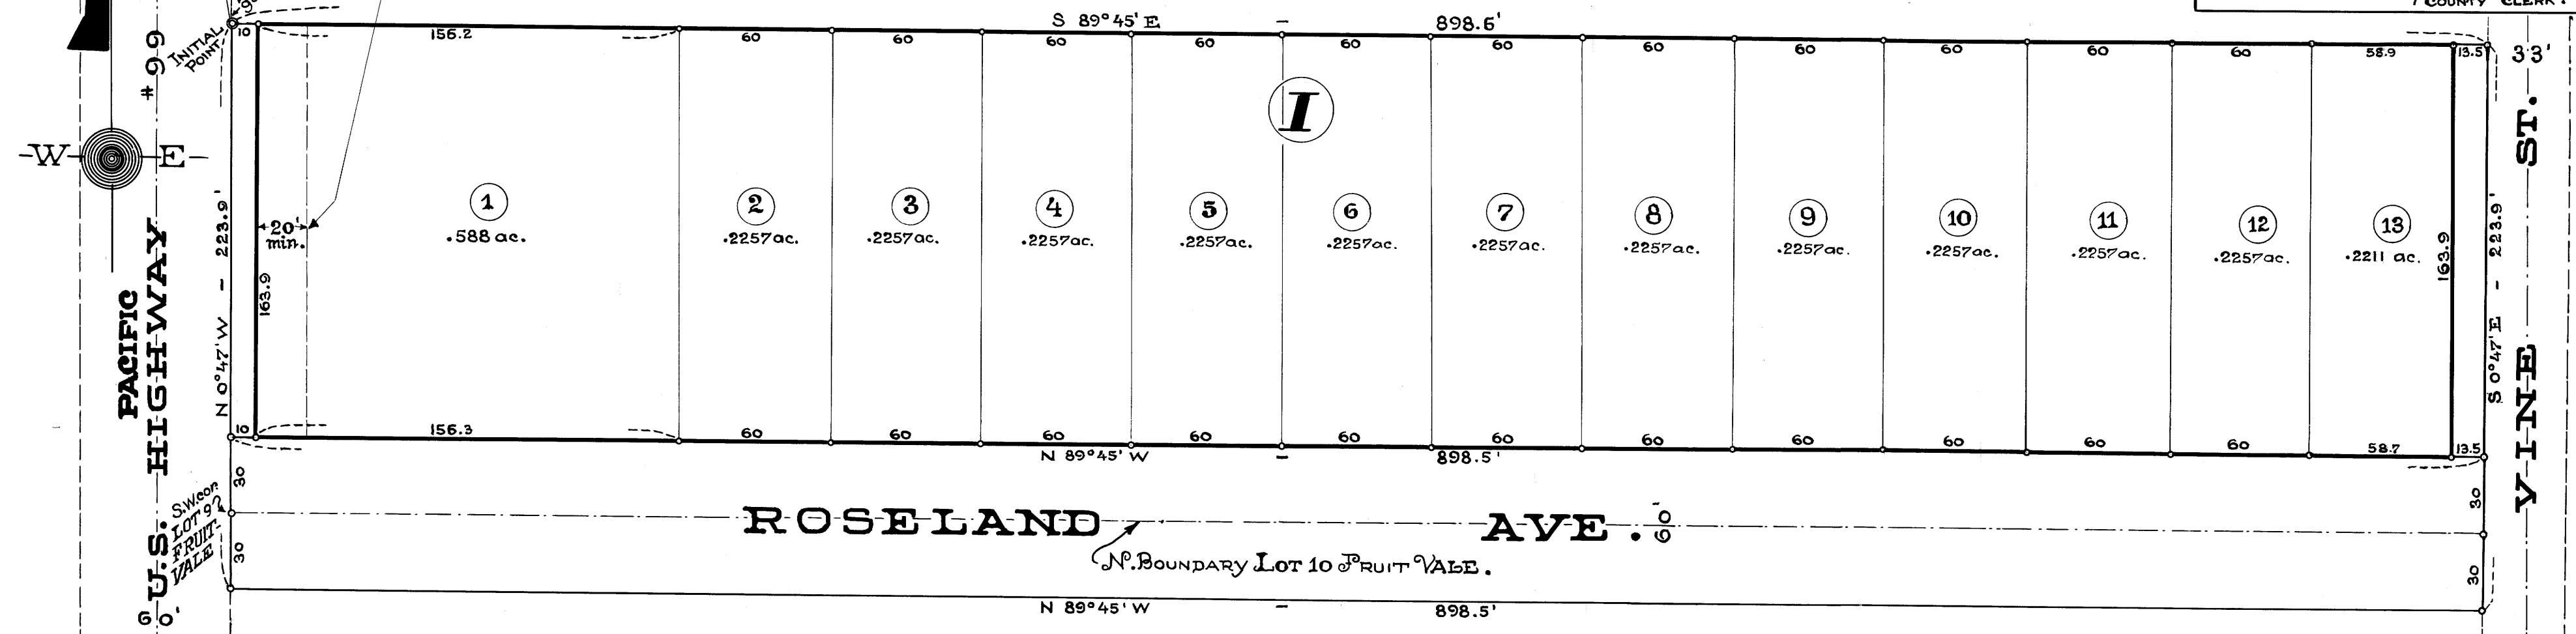 COUNTY CLERK.
S 89°45' E - 898.6'
INITIAL
POINT
10 156.2 60 60 60 60 60 60 60 60 60 60 60 58.9 13.5
33'
# 99
I
-W- -E-
1 2 3 4 5 6 7 8 9 10 11 12 13
.588 ac. .2257ac. .2257ac. .2257ac. .2257ac. .2257ac. .2257ac. .2257ac. .2257ac. .2257ac. .2257ac. .2257ac. .2211 ac.
20'
min.
163.9
163.9
N 0°47' W - 223.9'
S 0°47' E - 223.9'
PACIFIC
U.S. HIGHWAY
VINE ST.
10 156.3 60 60 60 60 60 60 60 60 60 60 60 58.7 13.5
N 89°45' W - 898.5'
30
30
S.W. cor.
LOT 9
FRUIT-
VALE
ROSELAND AVE. 60'
N. BOUNDARY LOT 10 FRUIT VALE.
30
30
N 89°45' W - 898.5'
60'